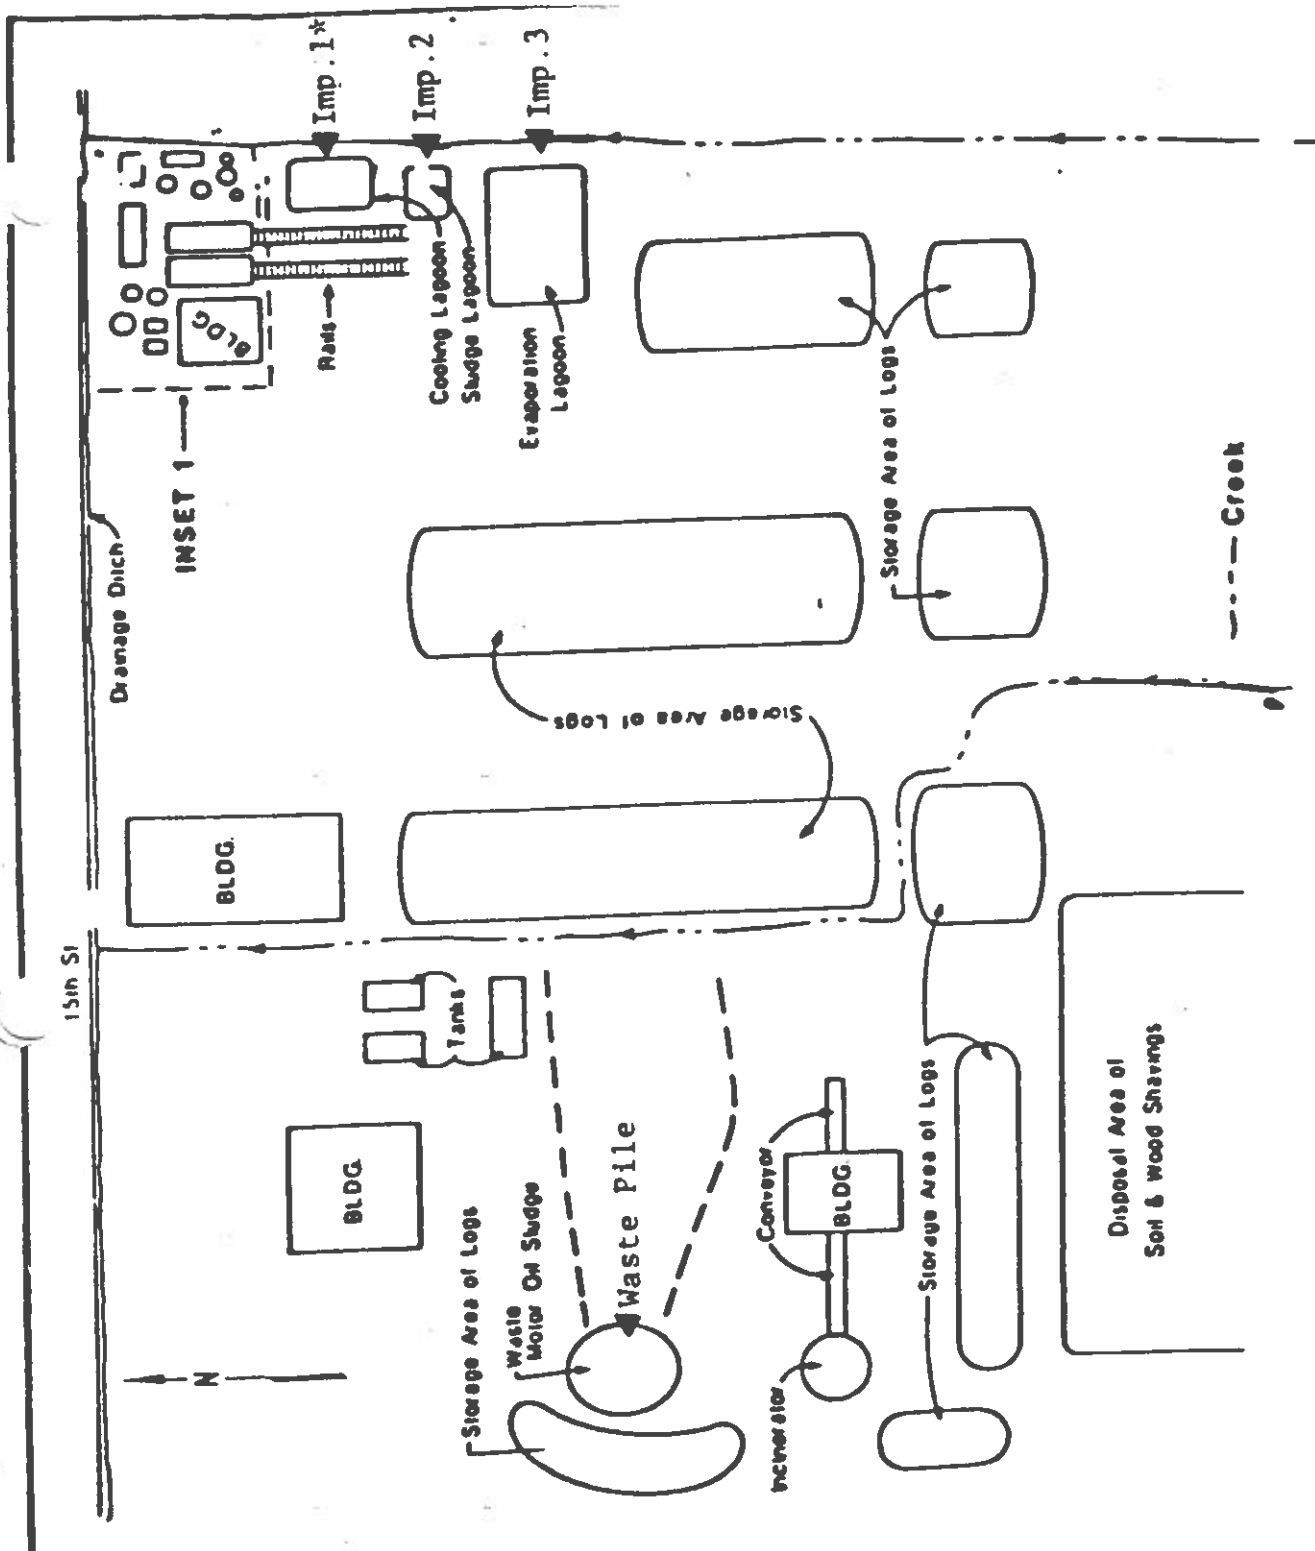 Imp.1*
Imp.2
Imp.3
BLDG
Rails
Cooling Lagoon
Sludge Lagoon
Evaporation
Lagoon
INSET 1
Drainage Ditch
Storage Area of Logs
Storage Area of Logs
Creek
BLDG.
15th St
Tanks
BLDG.
Storage Area of Logs
Waste
Motor Oil Sludge
Waste Pile
Conveyor
BLDG.
Incinerator
Storage Area of Logs
Disposal Area of
Soil & Wood Shavings
N